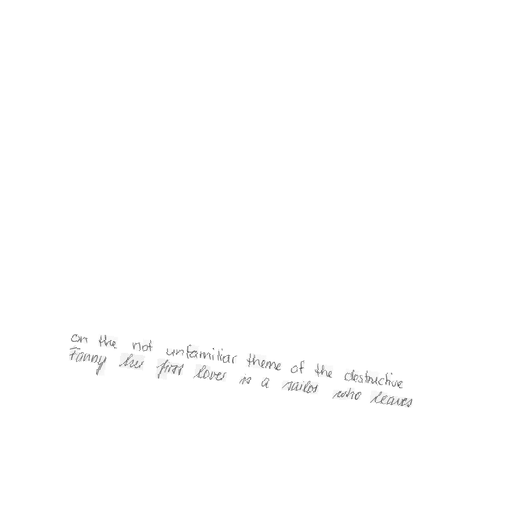 on the not unfamiliar theme of the destructive
Fanny her first lover is a sailor who leaves